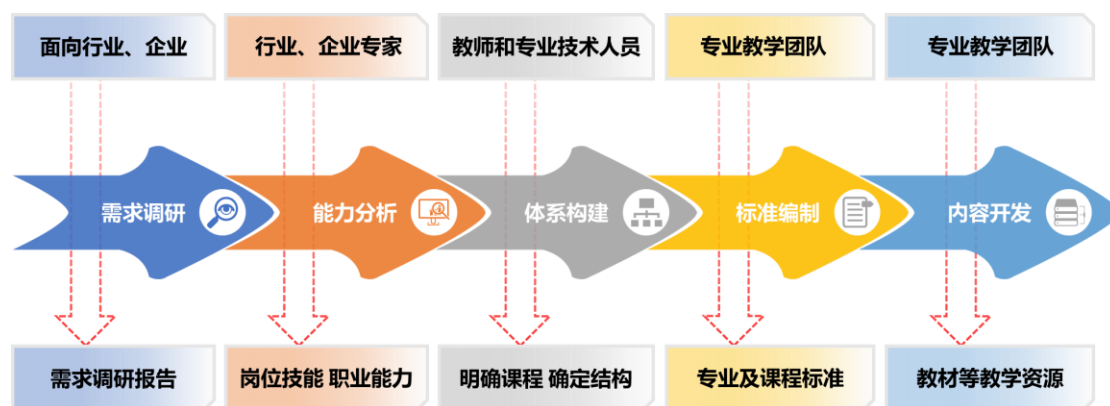 面向行业、企业
行业、企业专家
教师和专业技术人员
专业教学团队
专业教学团队
需求调研
能力分析
体系构建
标准编制
内容开发
需求调研报告
岗位技能 职业能力
明确课程 确定结构
专业及课程标准
教材等教学资源